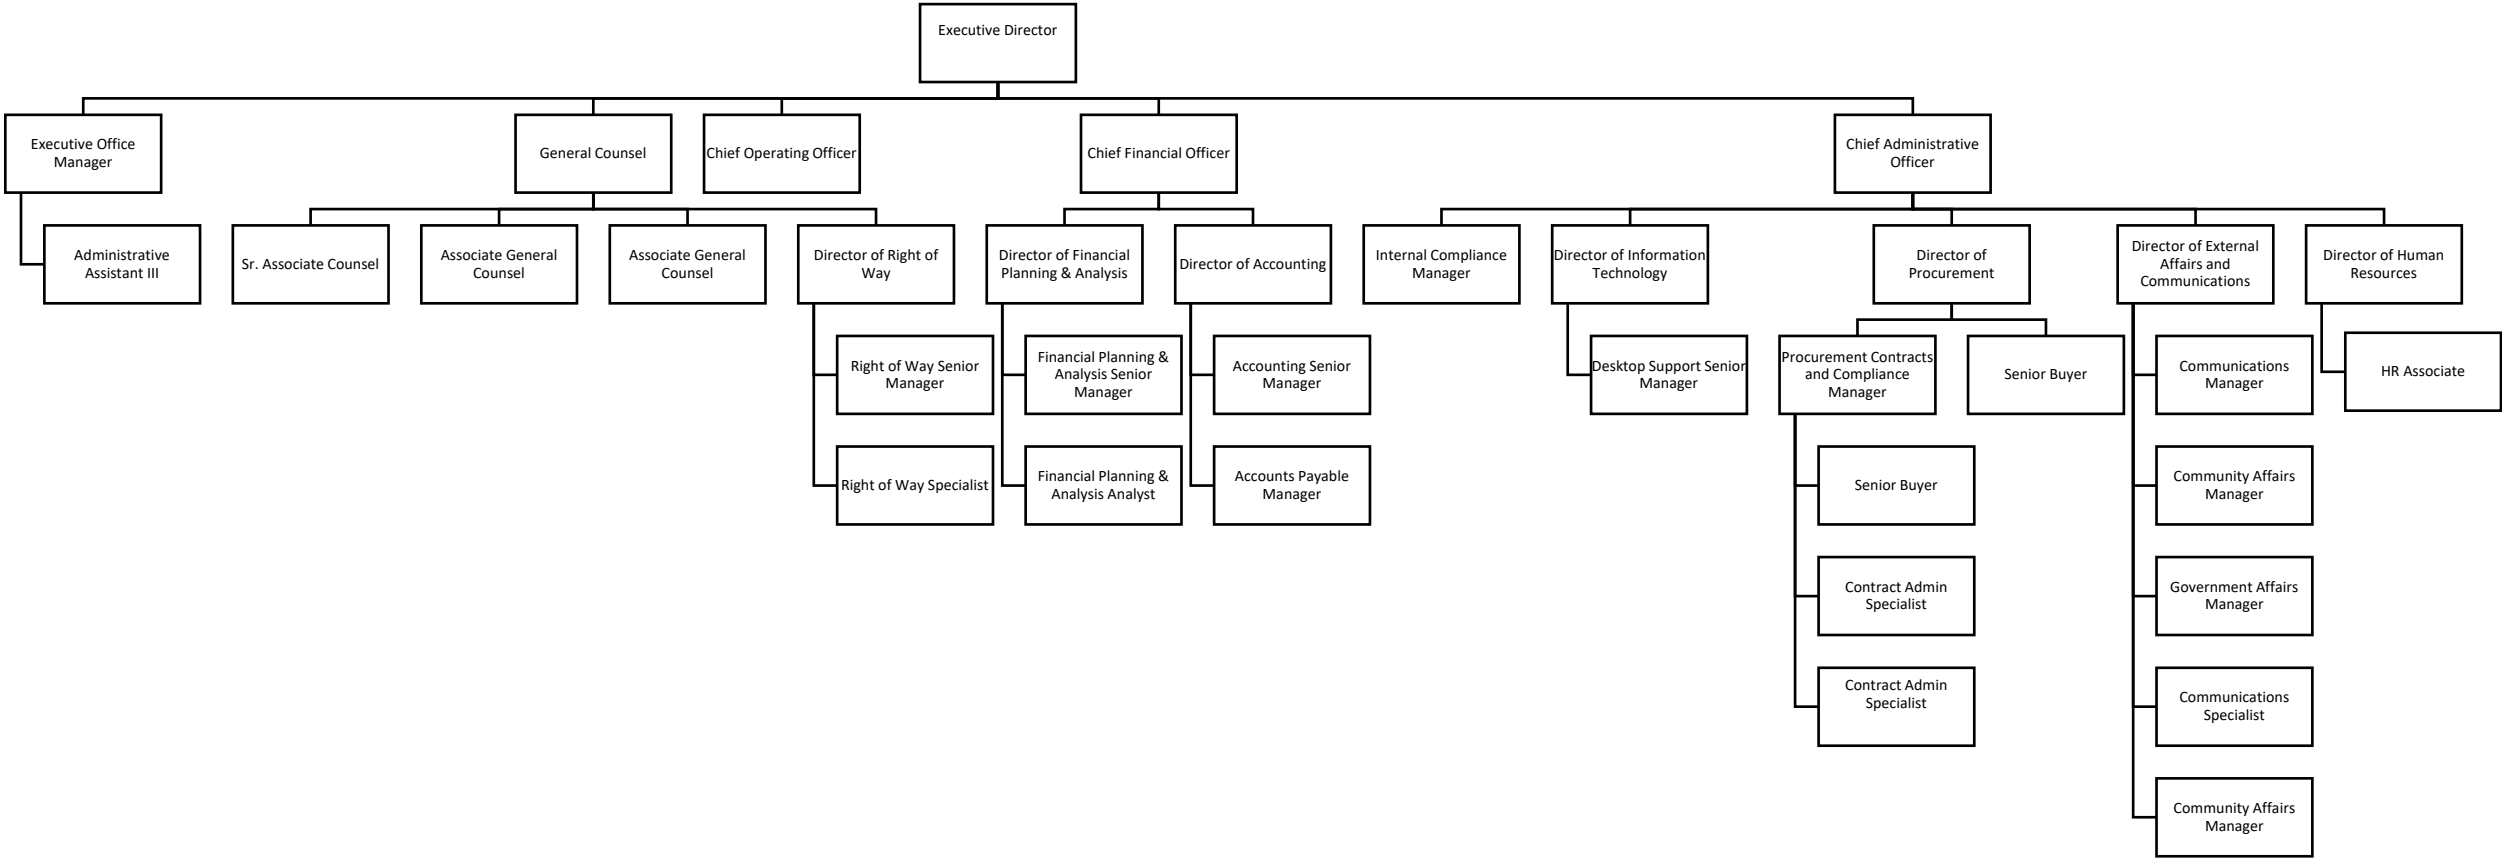 Executive Director
Executive Office
Manager
General Counsel
Chief Operating Officer
Chief Financial Officer
Chief Administrative
Officer
Administrative
Assistant III
Sr. Associate Counsel
Associate General
Counsel
Associate General
Counsel
Director of Right of
Way
Director of Financial
Planning & Analysis
Director of Accounting
Internal Compliance
Manager
Director of Information
Technology
Director of
Procurement
Director of External
Affairs and
Communications
Director of Human
Resources
Right of Way Senior
Manager
Financial Planning &
Analysis Senior
Manager
Accounting Senior
Manager
Desktop Support Senior
Manager
Procurement Contracts
and Compliance
Manager
Senior Buyer
Communications
Manager
HR Associate
Right of Way Specialist
Financial Planning &
Analysis Analyst
Accounts Payable
Manager
Senior Buyer
Community Affairs
Manager
Contract Admin
Specialist
Government Affairs
Manager
Contract Admin
Specialist
Communications
Specialist
Community Affairs
Manager